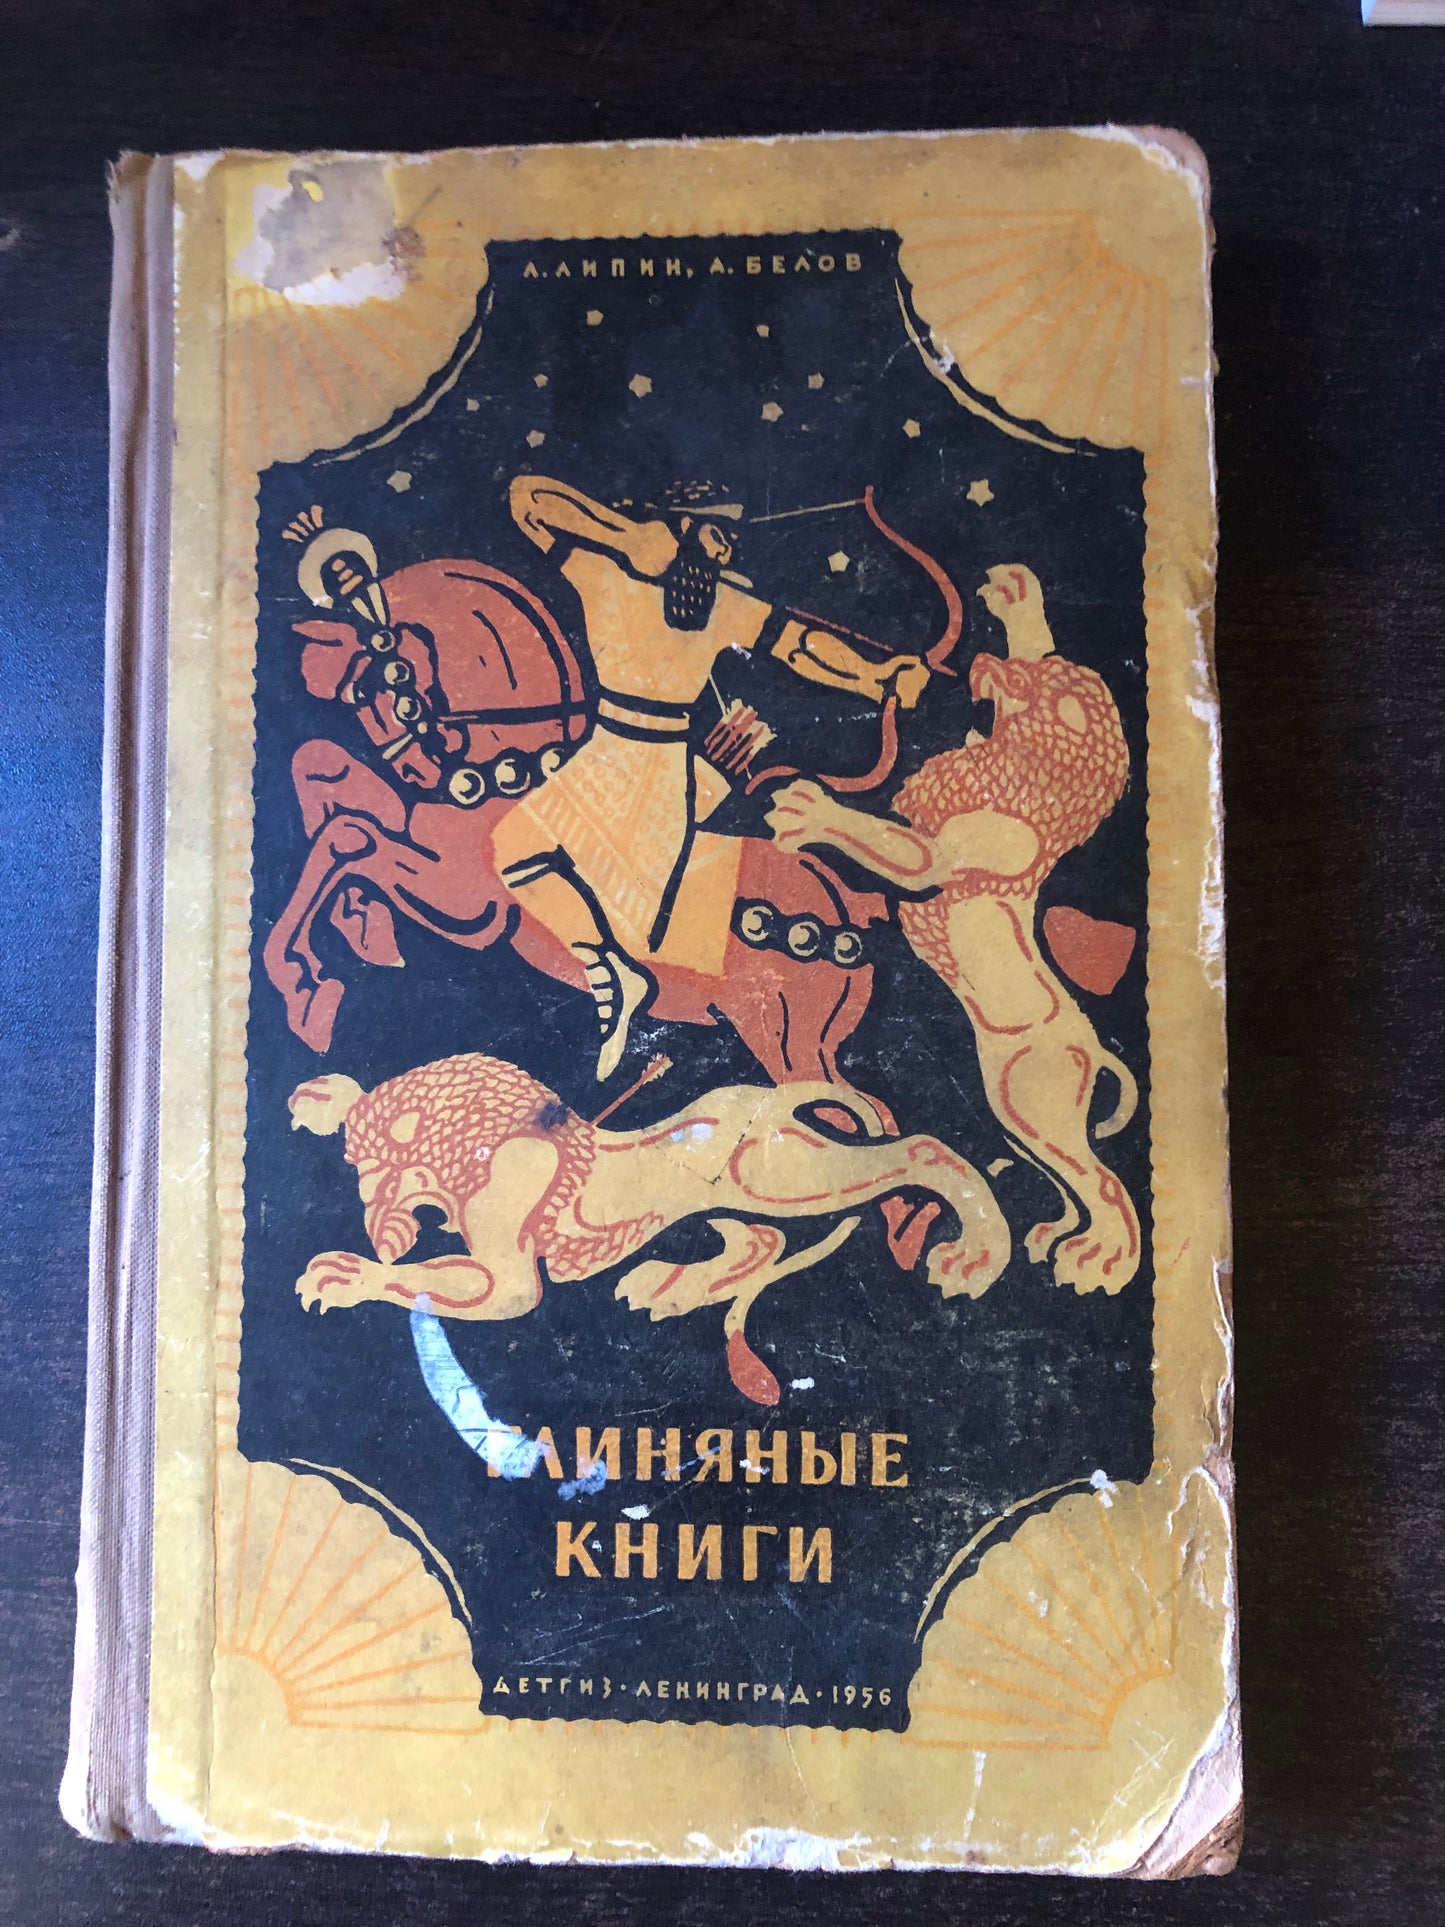 Л. ЛИПИН, А. БЕЛОВ
ГЛИНЯНЫЕ
КНИГИ
ДЕТГИЗ · ЛЕНИНГРАД · 1956